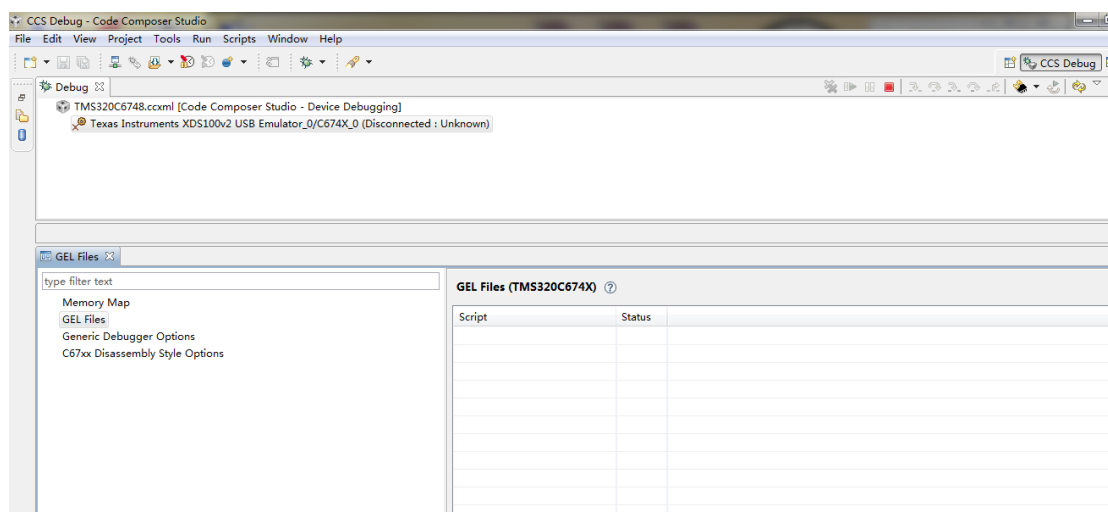 CCS Debug - Code Composer Studio
File Edit View Project Tools Run Scripts Window Help
CCS Debug
Debug
TMS320C6748.ccxml [Code Composer Studio - Device Debugging]
Texas Instruments XDS100v2 USB Emulator_0/C674X_0 (Disconnected : Unknown)
GEL Files
type filter text
Memory Map
GEL Files
Generic Debugger Options
C67xx Disassembly Style Options
GEL Files (TMS320C674X)
Script Status